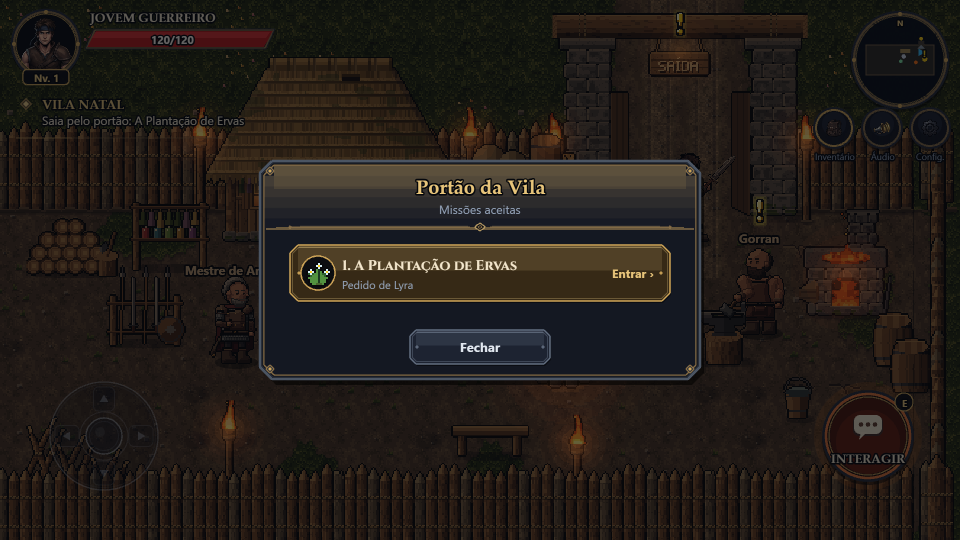 JOVEM GUERREIRO
120/120
Nv. 1
VILA NATAL
Saia pelo portão: A Plantação de Ervas
SAIDA
N
Inventário
Áudio
Config.
Portão da Vila
Missões aceitas
I. A Plantação de Ervas
Pedido de Lyra
Entrar ›
Fechar
Mestre de Ar
Gorran
E
INTERAGIR